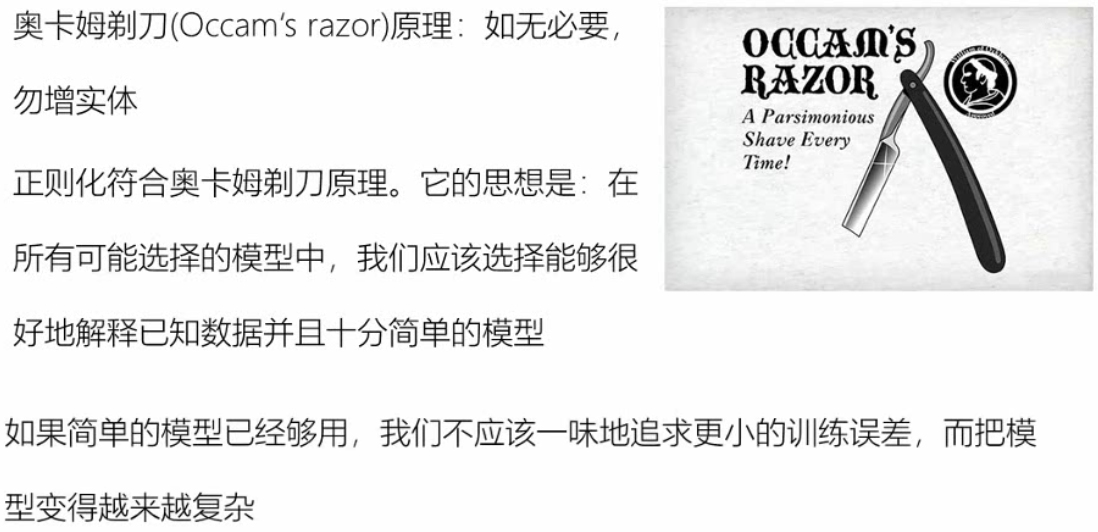 奥卡姆剃刀(Occam‘s razor)原理：如无必要，
勿增实体
正则化符合奥卡姆剃刀原理。它的思想是：在
所有可能选择的模型中，我们应该选择能够很
好地解释已知数据并且十分简单的模型
如果简单的模型已经够用，我们不应该一味地追求更小的训练误差，而把模
型变得越来越复杂
OCCAM'S
RAZOR
A Parsimonious
Shave Every
Time!